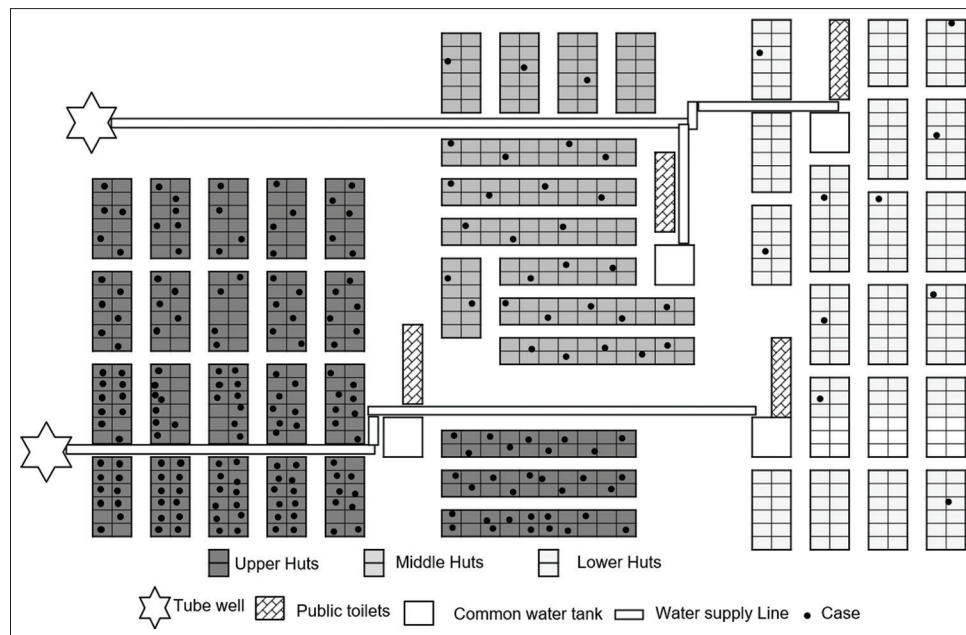 Upper Huts Middle Huts Lower Huts
Tube well Public toilets Common water tank Water supply Line Case